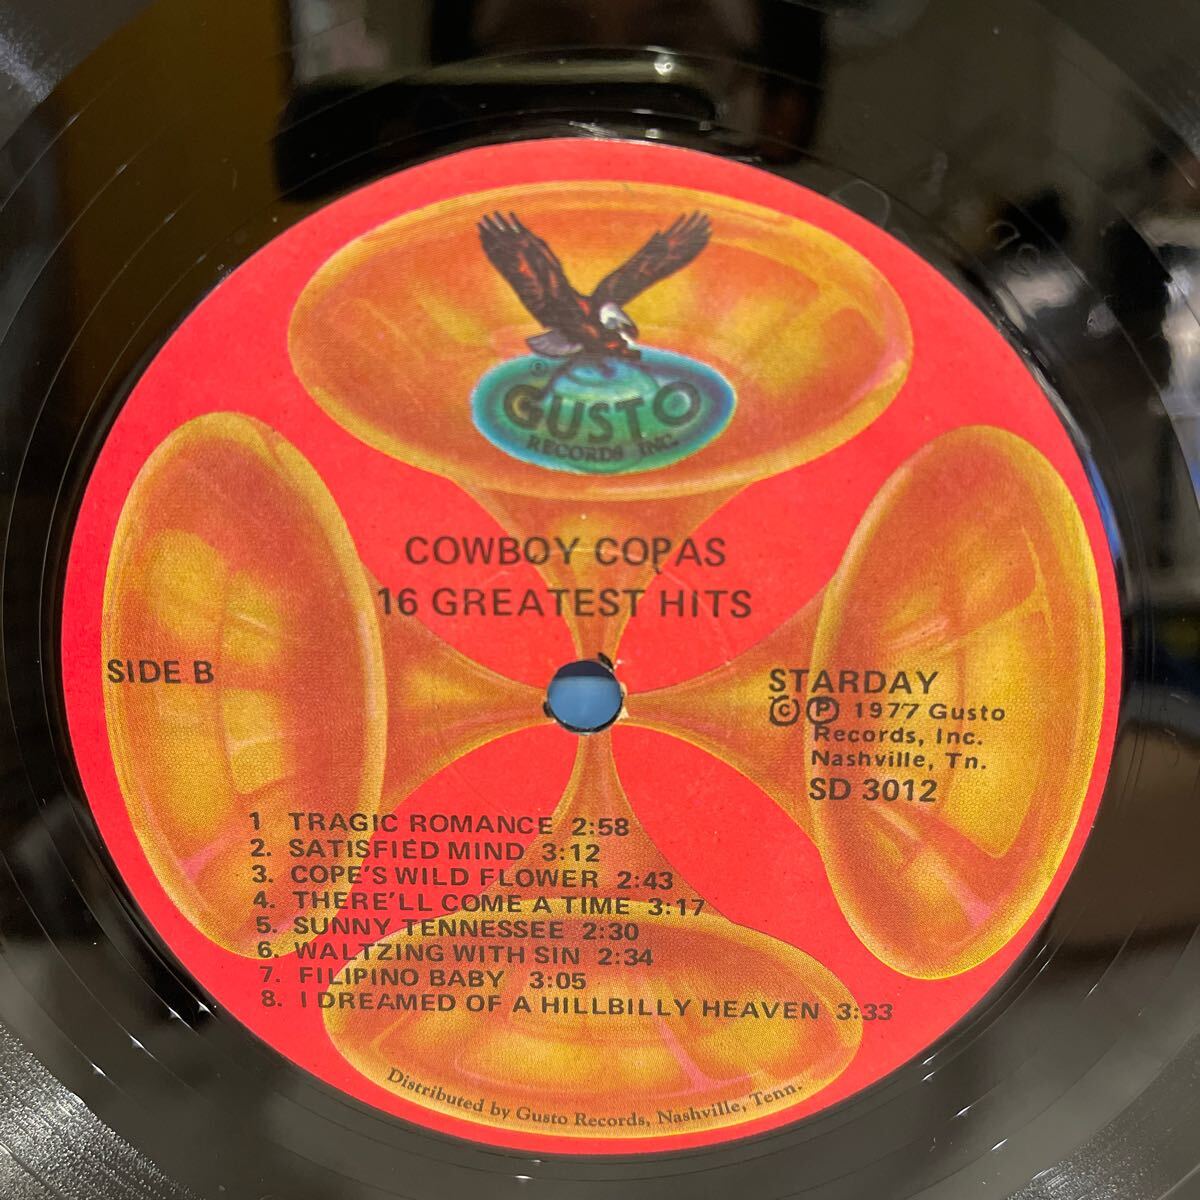 ®
GUSTO
RECORDS INC.
COWBOY COPAS
16 GREATEST HITS
SIDE B
STARDAY
© ℗ 1977 Gusto
Records, Inc.
Nashville, Tn.
SD 3012
1 TRAGIC ROMANCE 2:58
2. SATISFIED MIND 3:12
3. COPE'S WILD FLOWER 2:43
4. THERE'LL COME A TIME 3:17
5. SUNNY TENNESSEE 2:30
6. WALTZING WITH SIN 2:34
7. FILIPINO BABY 3:05
8. I DREAMED OF A HILLBILLY HEAVEN 3:33
Distributed by Gusto Records, Nashville, Tenn.